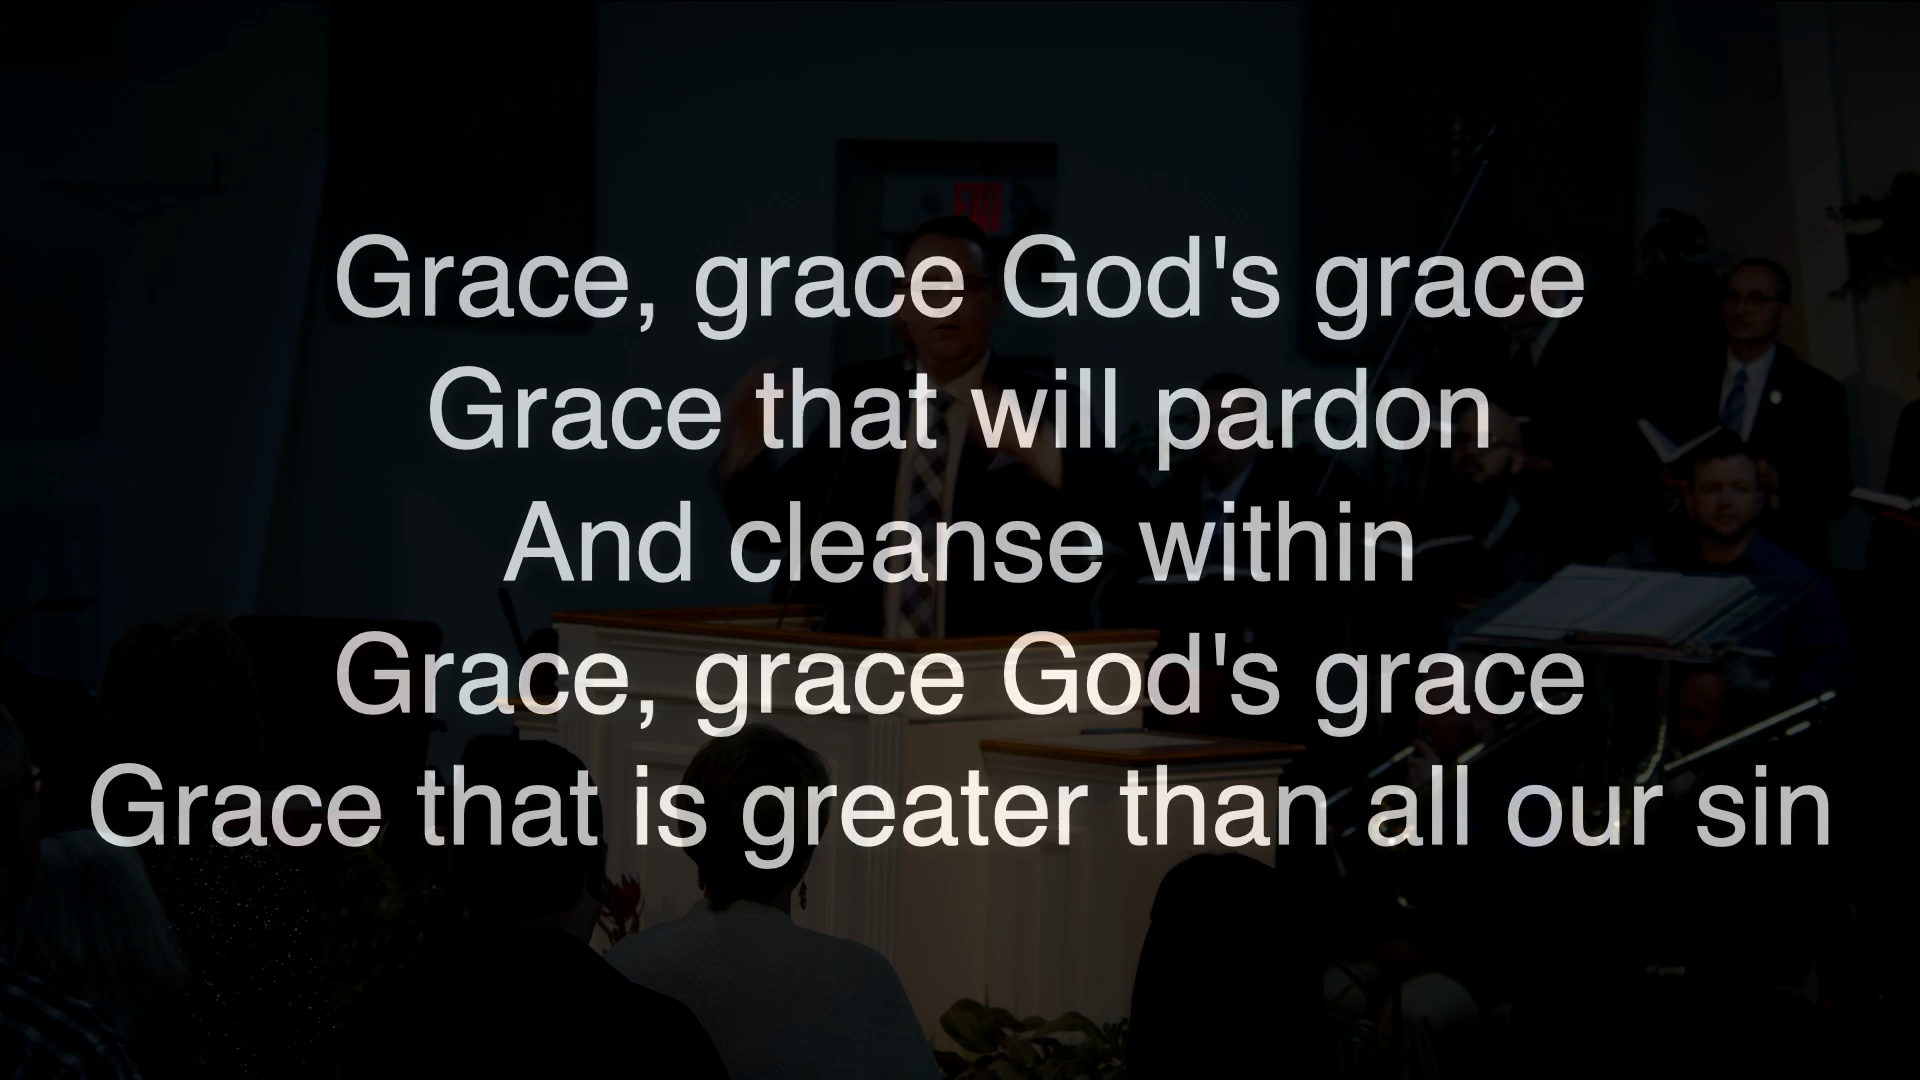 EXIT
Grace, grace God's grace
Grace that will pardon
And cleanse within
Grace, grace God's grace
Grace that is greater than all our sin